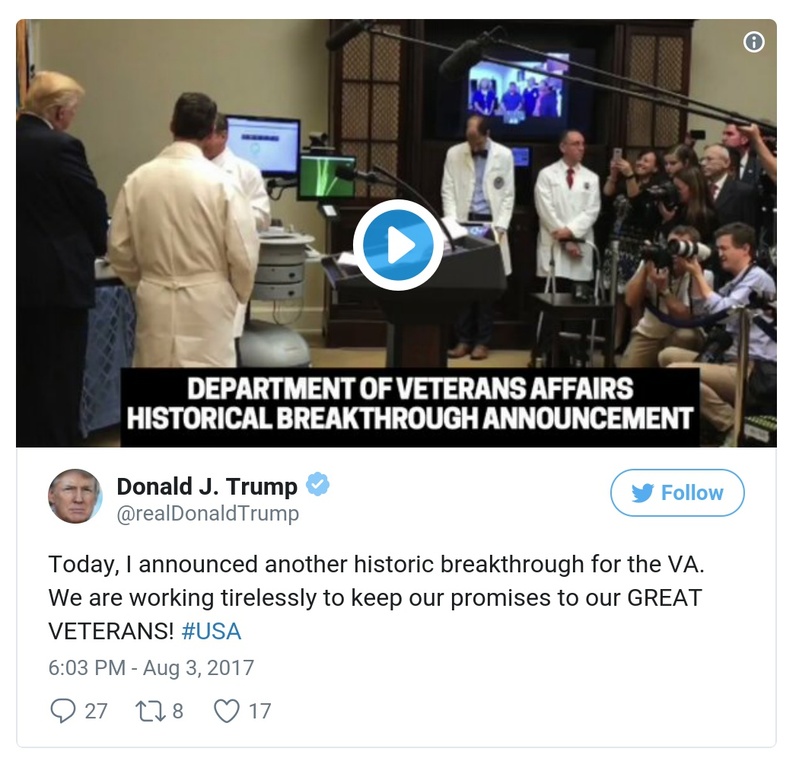 DEPARTMENT OF VETERANS AFFAIRS
HISTORICAL BREAKTHROUGH ANNOUNCEMENT
Donald J. Trump
@realDonaldTrump
Follow
Today, I announced another historic breakthrough for the VA.
We are working tirelessly to keep our promises to our GREAT
VETERANS! #USA
6:03 PM - Aug 3, 2017
27 8 17